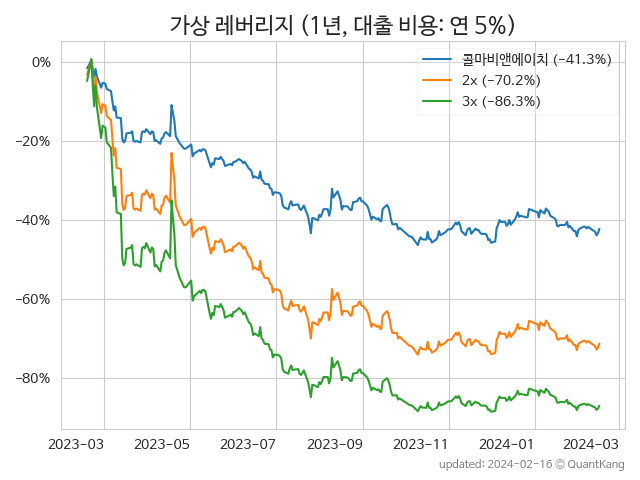 가상 레버리지 (1년, 대출 비용: 연 5%)
콜마비앤에이치 (−41.3%)
2x (−70.2%)
3x (−86.3%)
0%
−20%
−40%
−60%
−80%
2023−03 2023−05 2023−07 2023−09 2023−11 2024−01 2024−03
updated: 2024-02-16 © QuantKang